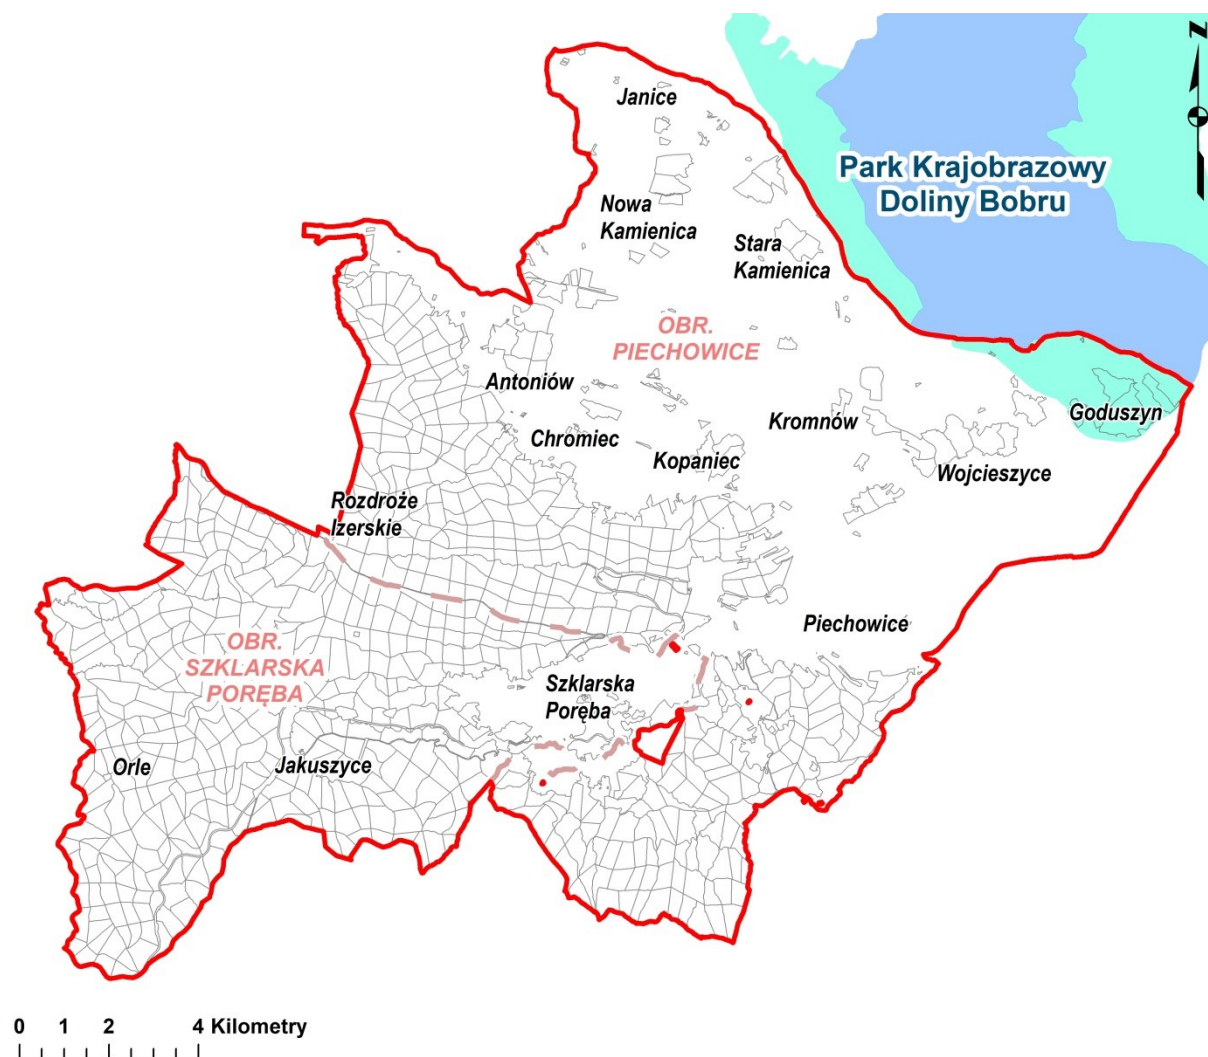 Z
Janice
Park Krajobrazowy
Doliny Bobru
Nowa
Kamienica
Stara
Kamienica
OBR.
PIECHOWICE
Antoniów
Goduszyn
Kromnów
Chromiec
Kopaniec
Wojcieszyce
Rozdroże
Izerskie
Piechowice
OBR.
SZKLARSKA
PORĘBA
Szklarska
Poręba
Orle
Jakuszyce
0 1 2 4 Kilometry